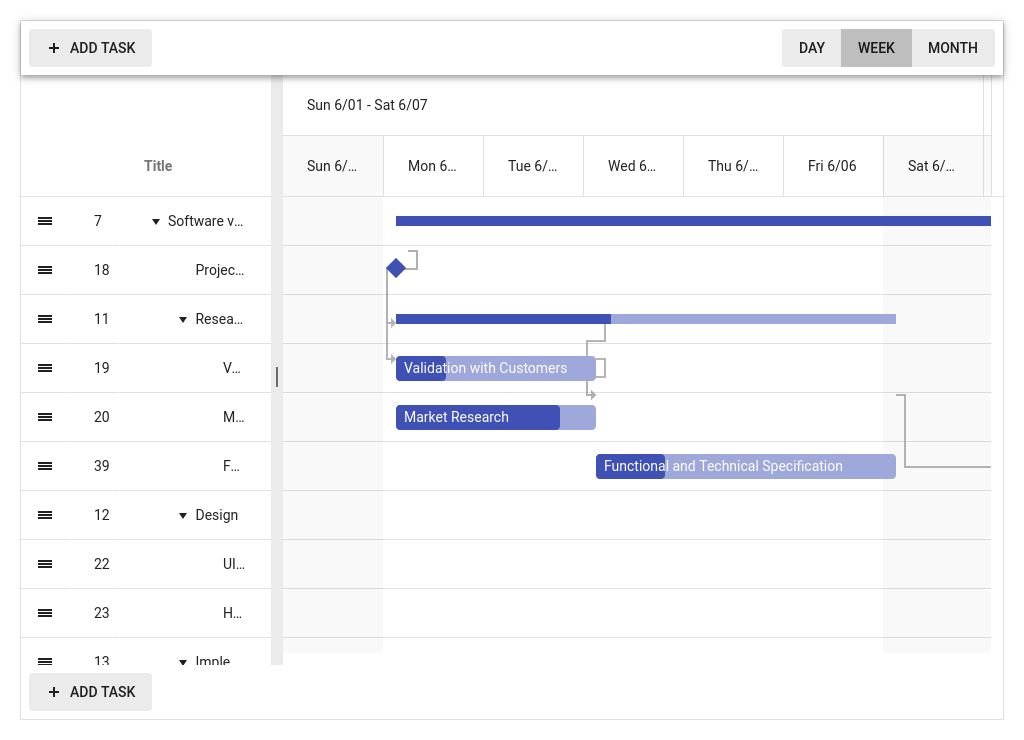 ADD TASK
DAY WEEK MONTH
Sun 6/01 - Sat 6/07
Title
Sun 6/... Mon 6... Tue 6/... Wed 6... Thu 6/... Fri 6/06 Sat 6/...
7 Software v...
18 Projec...
11 Resea...
19 V... Validation with Customers
20 M... Market Research
39 F... Functional and Technical Specification
12 Design
22 UI...
23 H...
13 Imple
ADD TASK